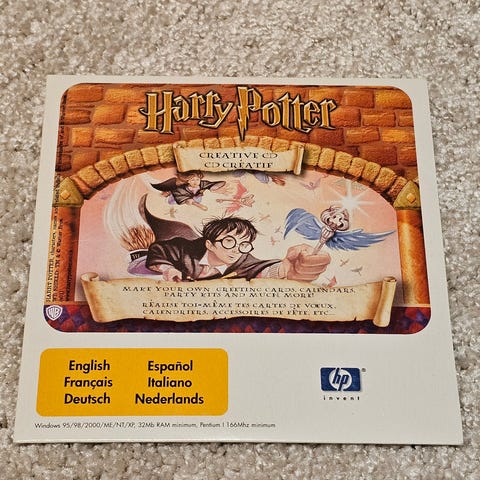 Harry Potter
CREATIVE CD
CD CRÉATIF
MAKE YOUR OWN GREETING CARDS, CALENDARS,
PARTY KITS AND MUCH MORE!
RÉALISE TOI-MÊME TES CARTES DE VŒUX,
CALENDRIERS, ACCESSOIRES DE FÊTE, ETC...
WB
English
Français
Deutsch
Español
Italiano
Nederlands
hp
invent
Windows 95/98/2000/ME/NT/XP, 32Mb RAM minimum, Pentium I 166Mhz minimum